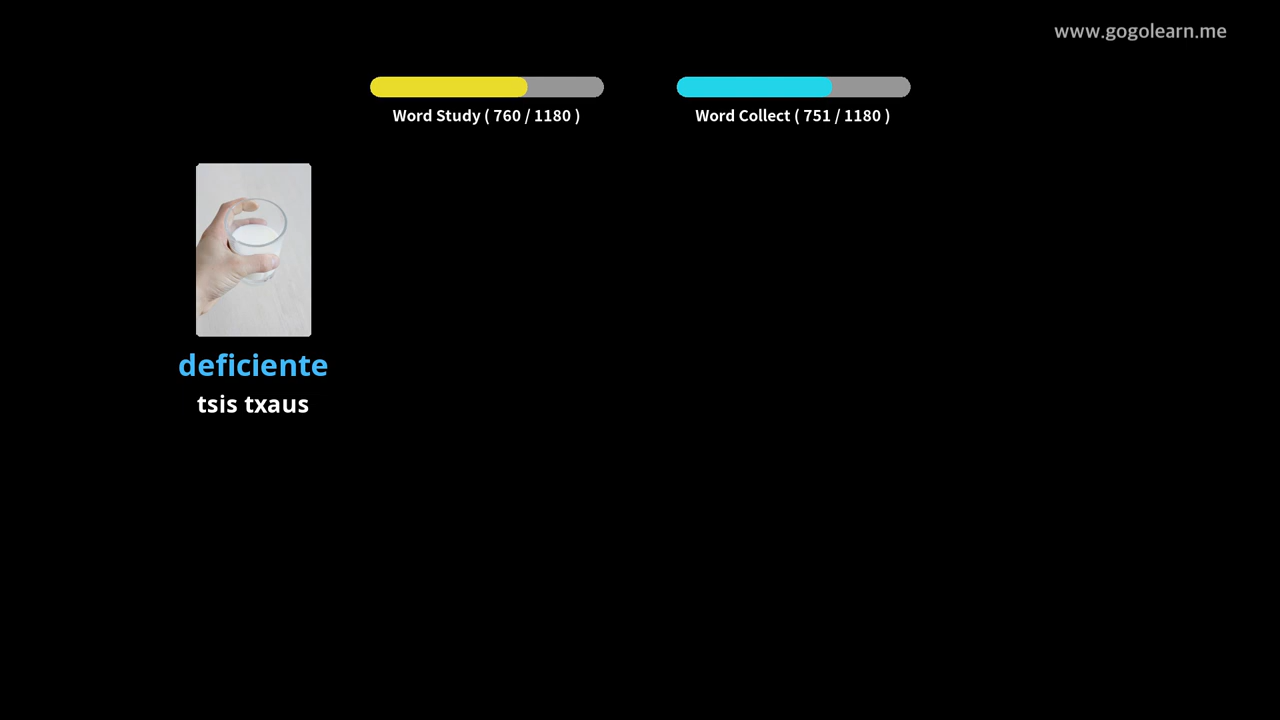 www.gogolearn.me
Word Study ( 760 / 1180 )
Word Collect ( 751 / 1180 )
deficiente
tsis txaus